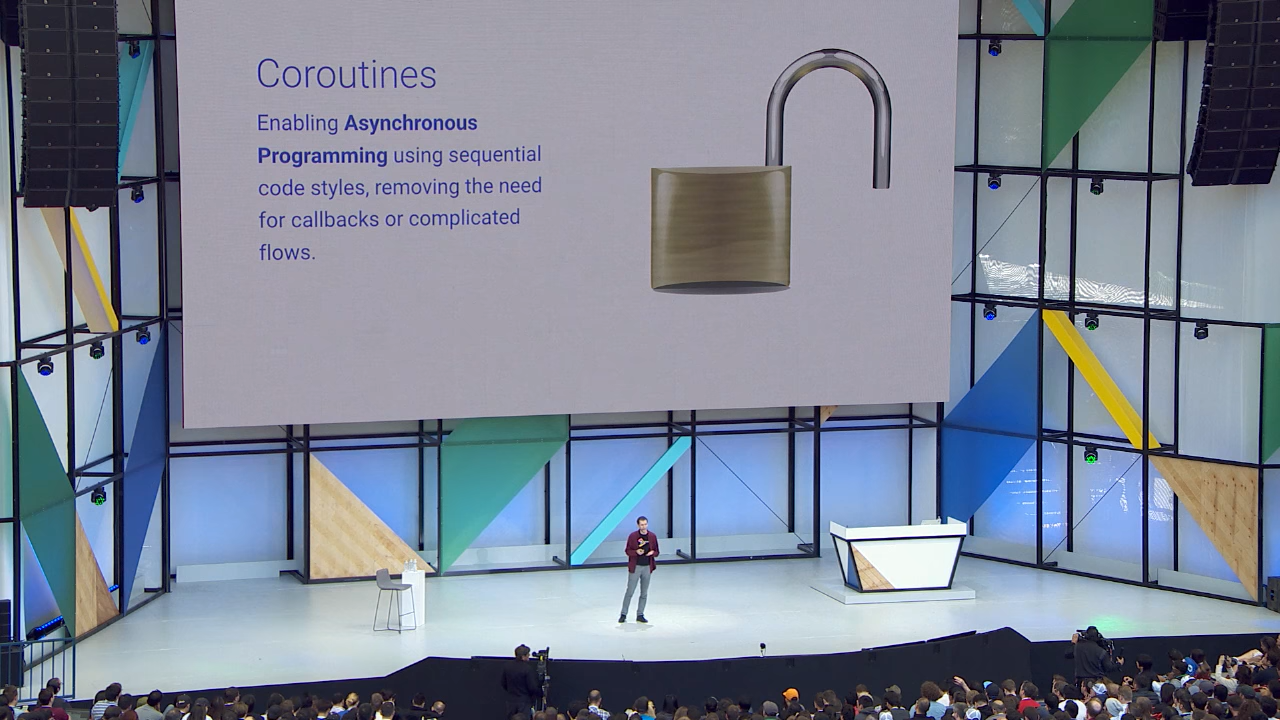 Coroutines
Enabling Asynchronous
Programming using sequential
code styles, removing the need
for callbacks or complicated
flows.